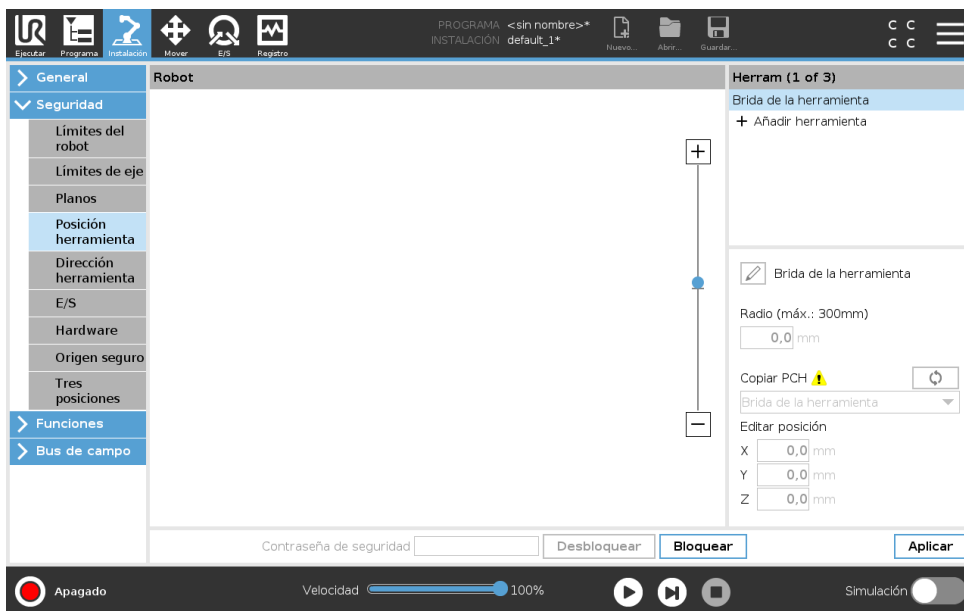 UR
Ejecutar
Programa
Instalación
Mover
E/S
Registro
PROGRAMA <sin nombre>*
INSTALACIÓN default_1*
Nuevo...
Abrir...
Guardar...
C C
C C
General
Seguridad
Límites del
robot
Límites de eje
Planos
Posición
herramienta
Dirección
herramienta
E/S
Hardware
Origen seguro
Tres
posiciones
Funciones
Bus de campo
Robot
+
−
Herram (1 of 3)
Brida de la herramienta
+ Añadir herramienta
Brida de la herramienta
Radio (máx.: 300mm)
0,0 mm
Copiar PCH
Brida de la herramienta
Editar posición
X 0,0 mm
Y 0,0 mm
Z 0,0 mm
Contraseña de seguridad
Desbloquear
Bloquear
Aplicar
Apagado
Velocidad 100%
Simulación